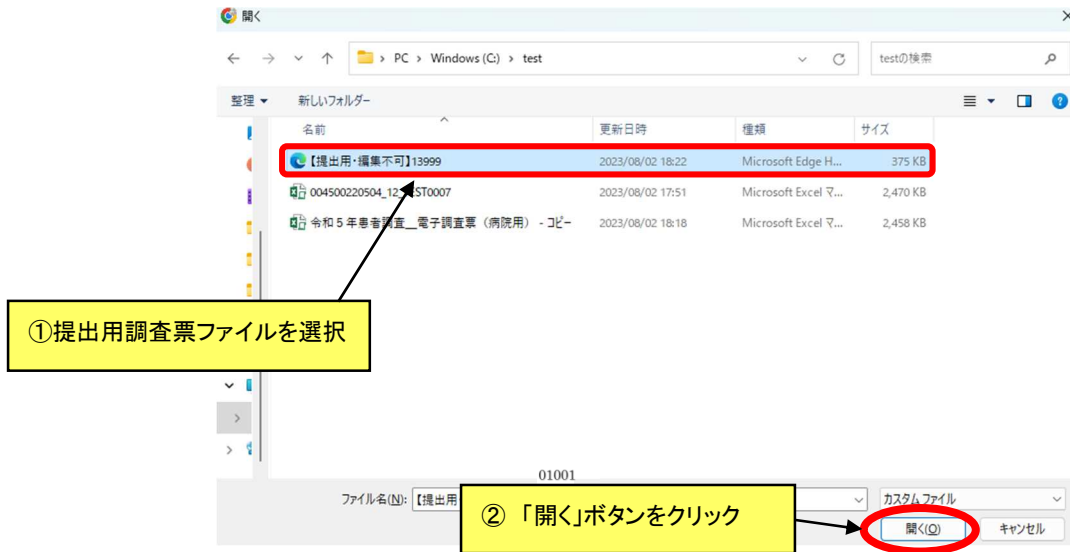 開く
PC > Windows (C:) > test
testの検索
整理 新しいフォルダー
名前 更新日時 種類 サイズ
【提出用・編集不可】13999 2023/08/02 18:22 Microsoft Edge H... 375 KB
004500220504_12_ EST0007 2023/08/02 17:51 Microsoft Excel マ... 2,470 KB
令和５年患者調査__電子調査票（病院用） - コピー 2023/08/02 18:18 Microsoft Excel マ... 2,458 KB
①提出用調査票ファイルを選択
01001
ファイル名(N): 【提出用 カスタム ファイル
② 「開く」ボタンをクリック
開く(O) キャンセル